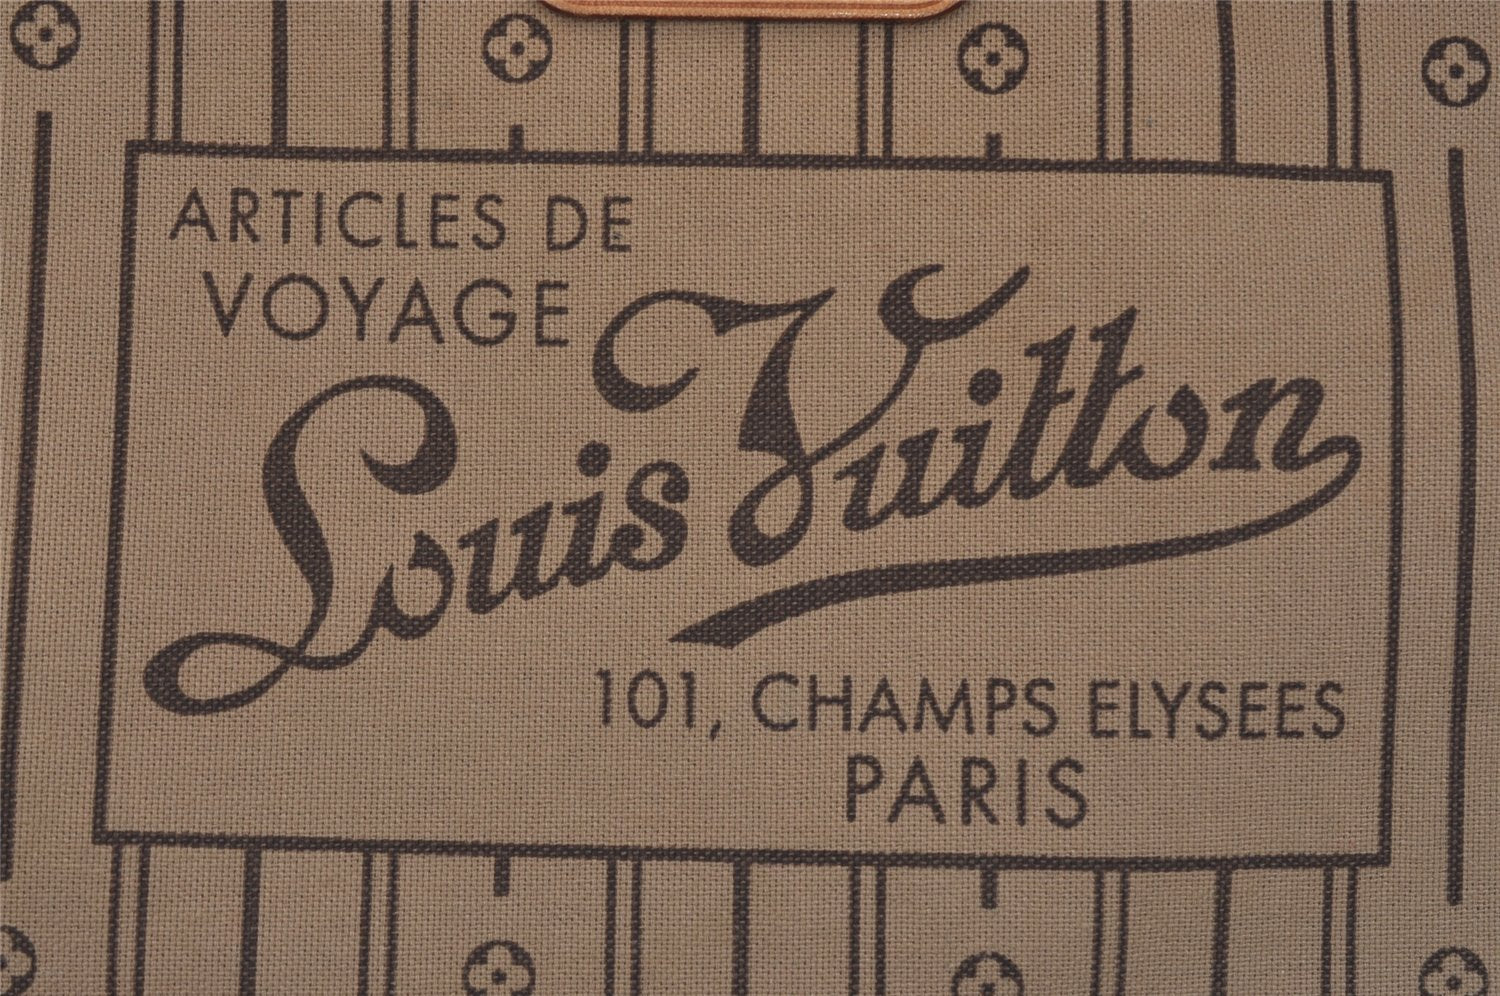 ARTICLES DE
VOYAGE
Louis Vuitton
101, CHAMPS ELYSEES
PARIS